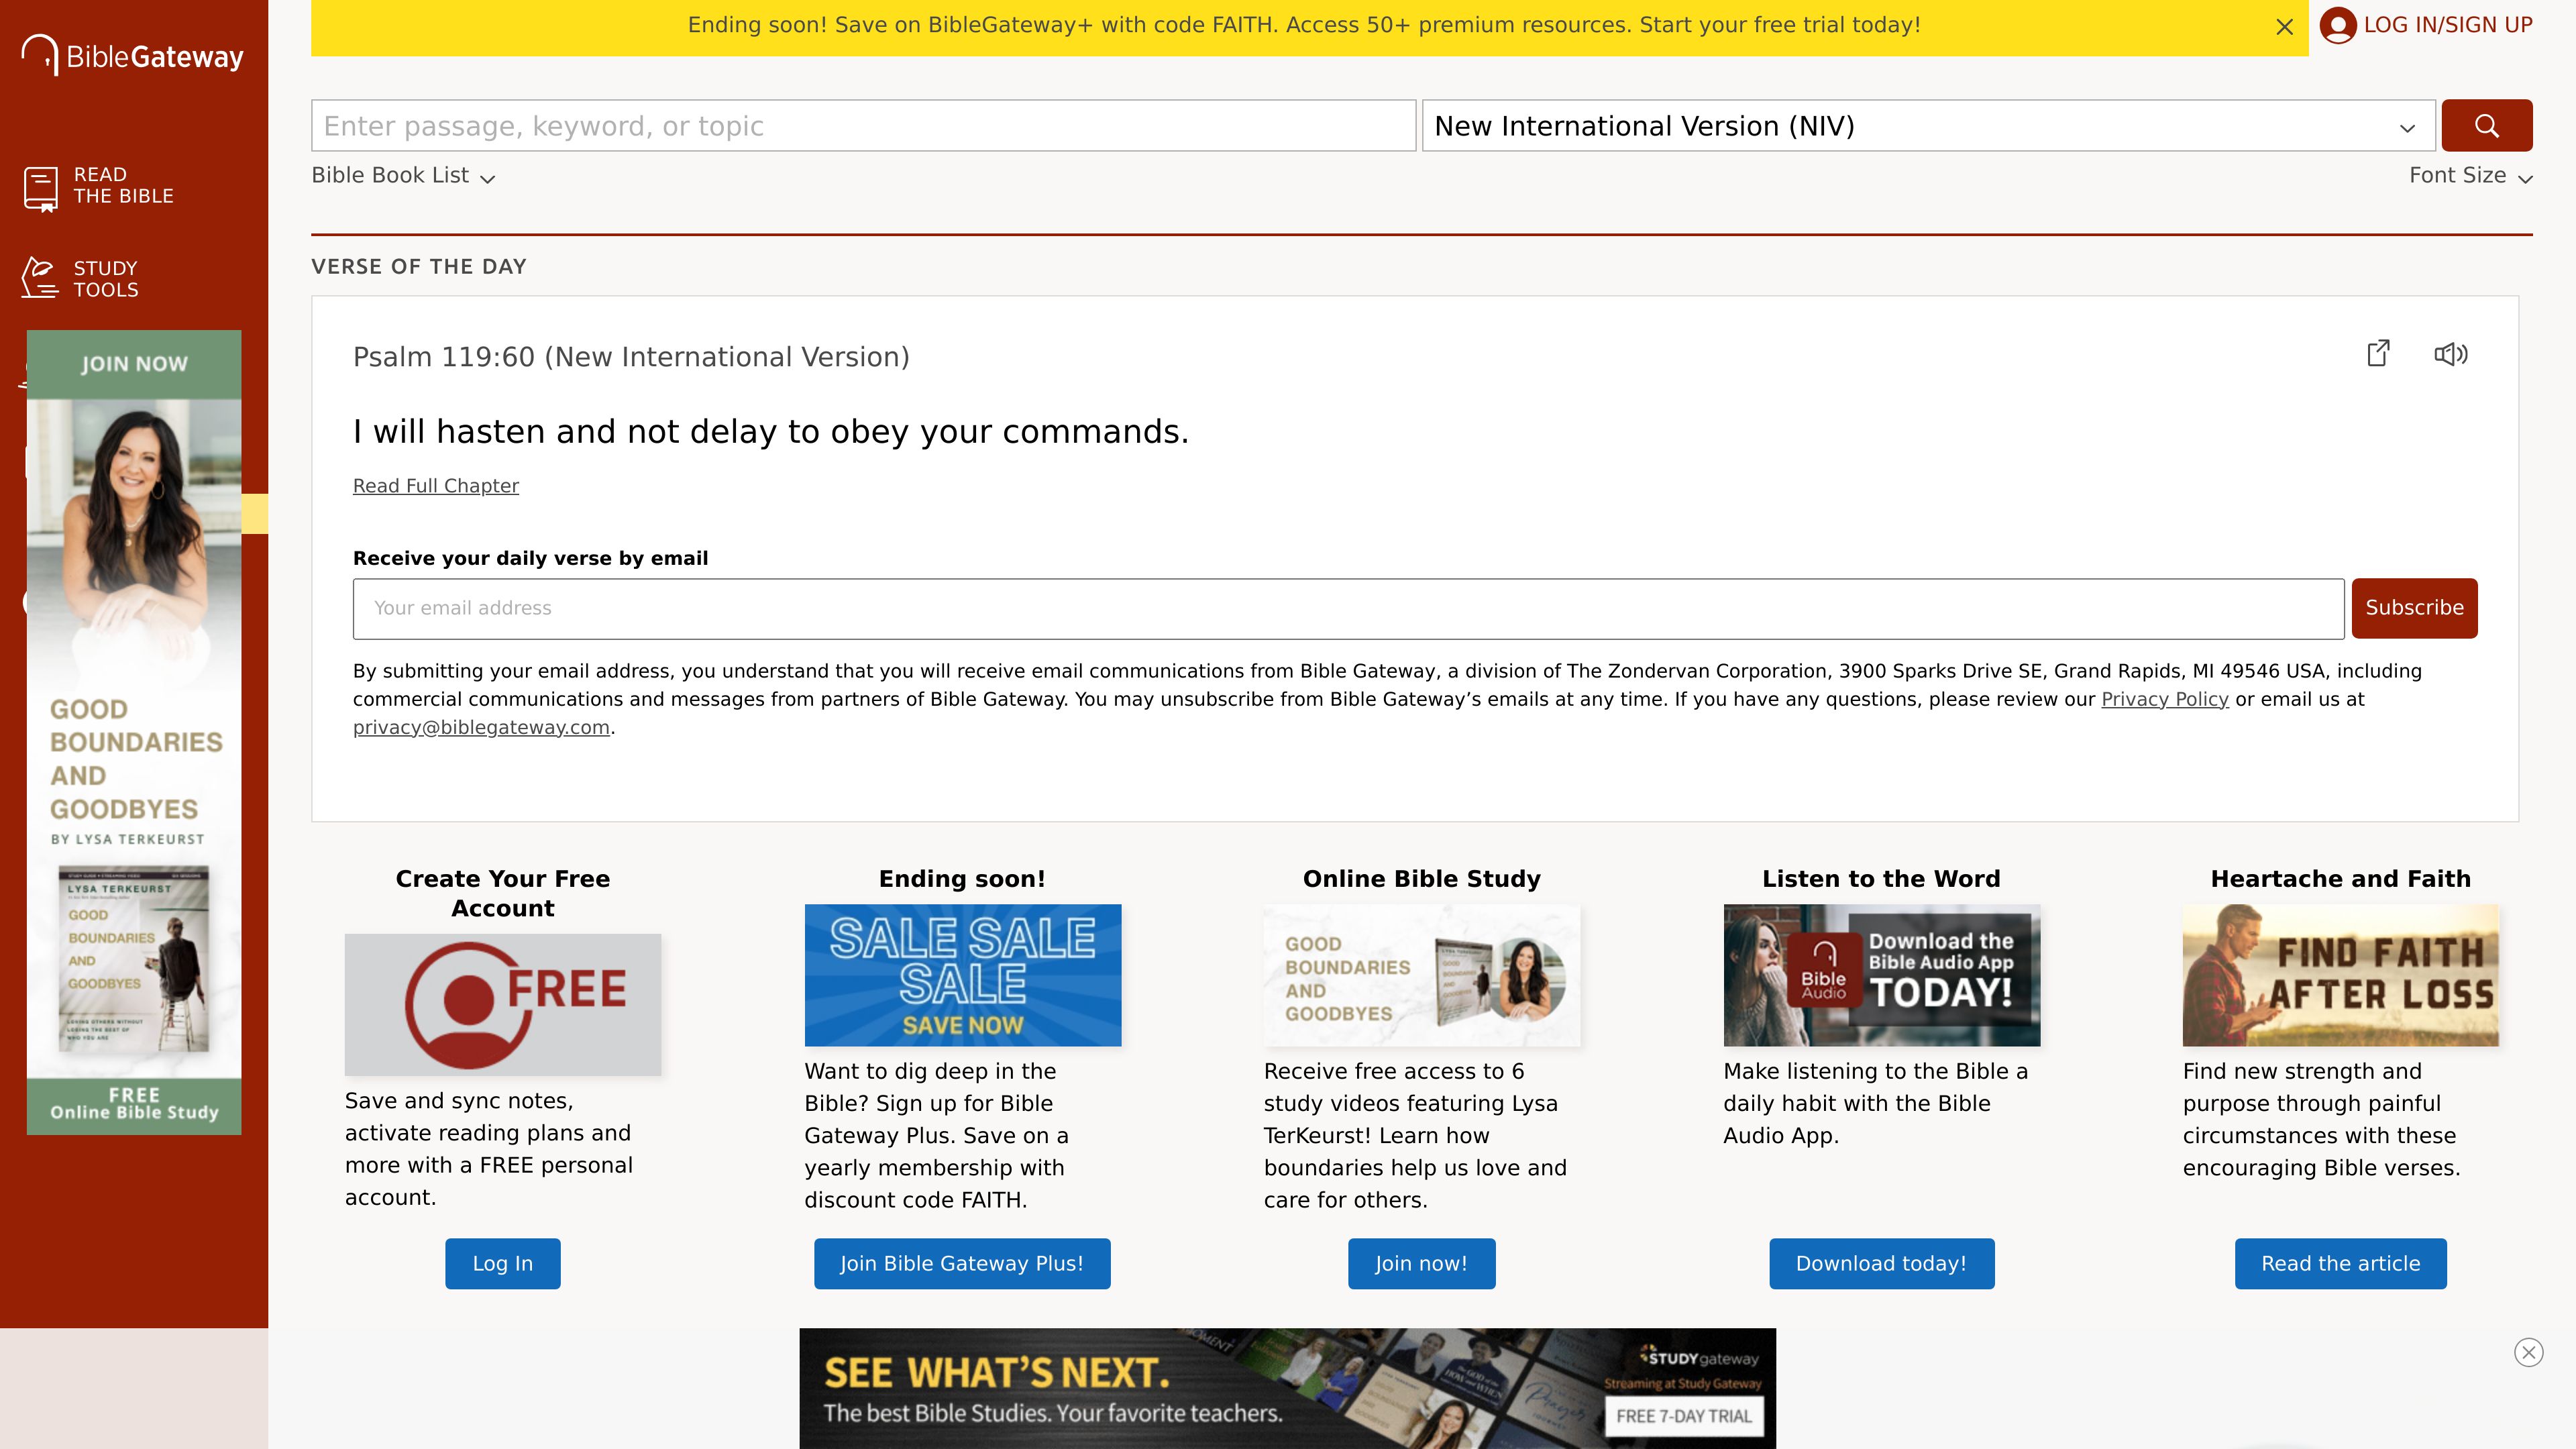 BibleGateway
Ending soon! Save on BibleGateway+ with code FAITH. Access 50+ premium resources. Start your free trial today!
LOG IN/SIGN UP
Enter passage, keyword, or topic
New International Version (NIV)
Bible Book List
Font Size
READ
THE BIBLE
STUDY
TOOLS
JOIN NOW
GOOD
BOUNDARIES
AND
GOODBYES
BY LYSA TERKEURST
LYSA TERKEURST
GOOD
BOUNDARIES
AND
GOODBYES
LOVING OTHERS WITHOUT
LOSING THE BEST OF
WHO YOU ARE
FREE
Online Bible Study
VERSE OF THE DAY
Psalm 119:60 (New International Version)
I will hasten and not delay to obey your commands.
Read Full Chapter
Receive your daily verse by email
Your email address
Subscribe
By submitting your email address, you understand that you will receive email communications from Bible Gateway, a division of The Zondervan Corporation, 3900 Sparks Drive SE, Grand Rapids, MI 49546 USA, including
commercial communications and messages from partners of Bible Gateway. You may unsubscribe from Bible Gateway’s emails at any time. If you have any questions, please review our Privacy Policy or email us at
privacy@biblegateway.com.
Create Your Free
Account
FREE
Save and sync notes,
activate reading plans and
more with a FREE personal
account.
Log In
Ending soon!
SALE SALE
SALE
SAVE NOW
Want to dig deep in the
Bible? Sign up for Bible
Gateway Plus. Save on a
yearly membership with
discount code FAITH.
Join Bible Gateway Plus!
Online Bible Study
GOOD
BOUNDARIES
AND
GOODBYES
Receive free access to 6
study videos featuring Lysa
TerKeurst! Learn how
boundaries help us love and
care for others.
Join now!
Listen to the Word
Bible
Audio
Download the
Bible Audio App
TODAY!
Make listening to the Bible a
daily habit with the Bible
Audio App.
Download today!
Heartache and Faith
FIND FAITH
AFTER LOSS
Find new strength and
purpose through painful
circumstances with these
encouraging Bible verses.
Read the article
SEE WHAT’S NEXT.
The best Bible Studies. Your favorite teachers.
STUDYgateway
Streaming at Study Gateway
FREE 7-DAY TRIAL